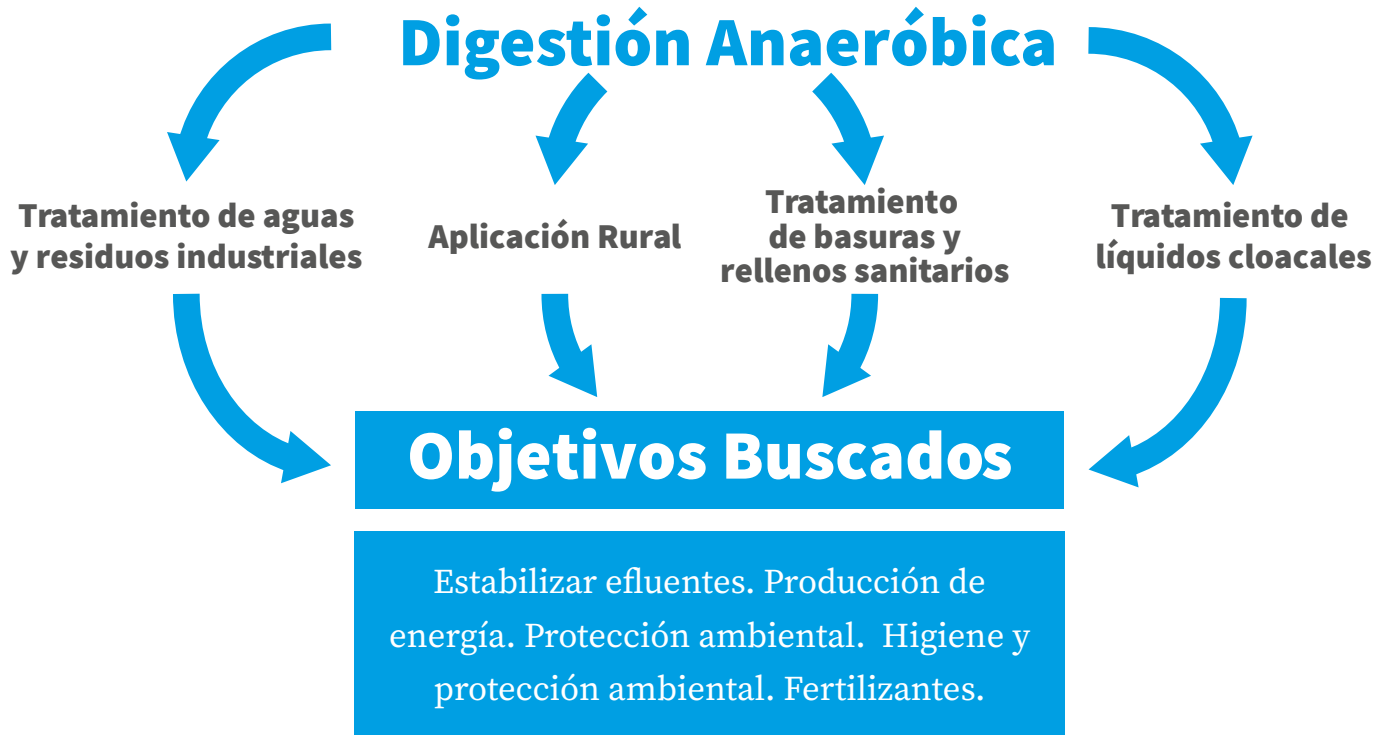 Digestión Anaeróbica
Tratamiento de aguas
y residuos industriales
Aplicación Rural
Tratamiento
de basuras y
rellenos sanitarios
Tratamiento de
líquidos cloacales
Objetivos Buscados
Estabilizar efluentes. Producción de
energía. Protección ambiental.  Higiene y
protección ambiental. Fertilizantes.